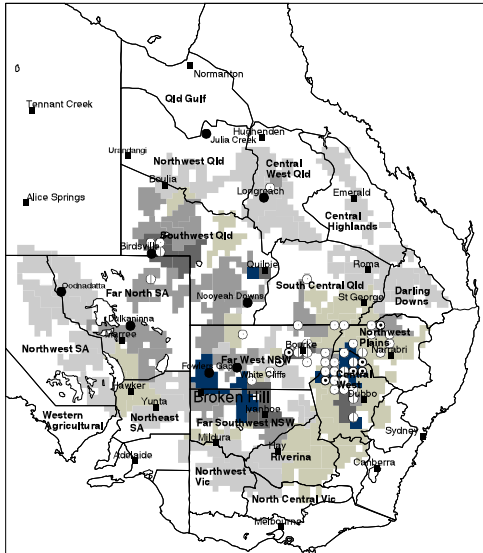 Normanton
Tennant Creek
Qld Gulf
Julia Creek
Hughenden
Urandangi
Northwest Qld
Central
West Qld
Boulia
Longreach
Emerald
Alice Springs
Central
Highlands
Southwest Qld
Birdsville
Quilpie
Roma
South Central Qld
Oodnadatta
Far North SA
Nooyeah Downs
St George
Darling
Downs
Dulkaninna
Marree
Northwest SA
Northwest
Plains
Narrabri
Bourke
Fowlers Gap
Far West NSW
White Cliffs
Central
West
Hawker
Broken Hill
Dubbo
Yunta
Ivanhoe
Western
Agricultural
Northeast
SA
Far Southwest NSW
Sydney
Mildura
Hay
Adelaide
Riverina
Canberra
Northwest
Vic
North Central Vic
Melbourne